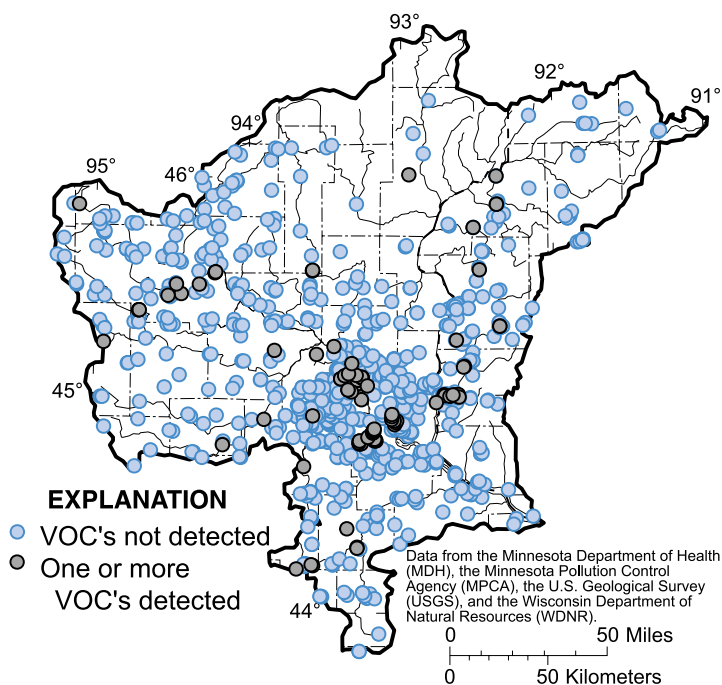 93°
92°
91°
94°
95°
46°
45°
EXPLANATION
VOC's not detected
One or more
VOC's detected
44°
Data from the Minnesota Department of Health
(MDH), the Minnesota Pollution Control
Agency (MPCA), the U.S. Geological Survey
(USGS), and the Wisconsin Department of
Natural Resources (WDNR).
0 50 Miles
0 50 Kilometers